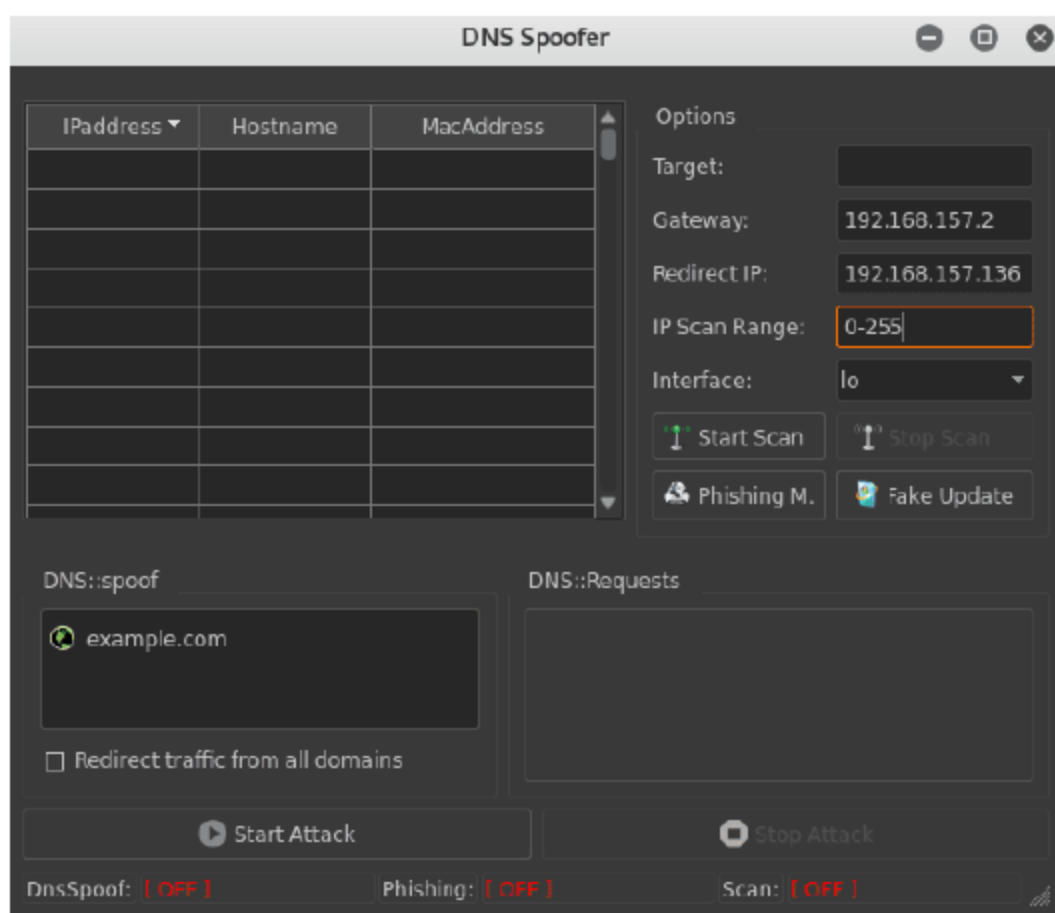 DNS Spoofer
IPaddress Hostname MacAddress
Options
Target:
Gateway: 192.168.157.2
Redirect IP: 192.168.157.136
IP Scan Range: 0-255
Interface: lo
Start Scan Stop Scan
Phishing M. Fake Update
DNS::spoof
example.com
Redirect traffic from all domains
DNS::Requests
Start Attack Stop Attack
DnsSpoof: [ OFF ] Phishing: [ OFF ] Scan: [ OFF ]